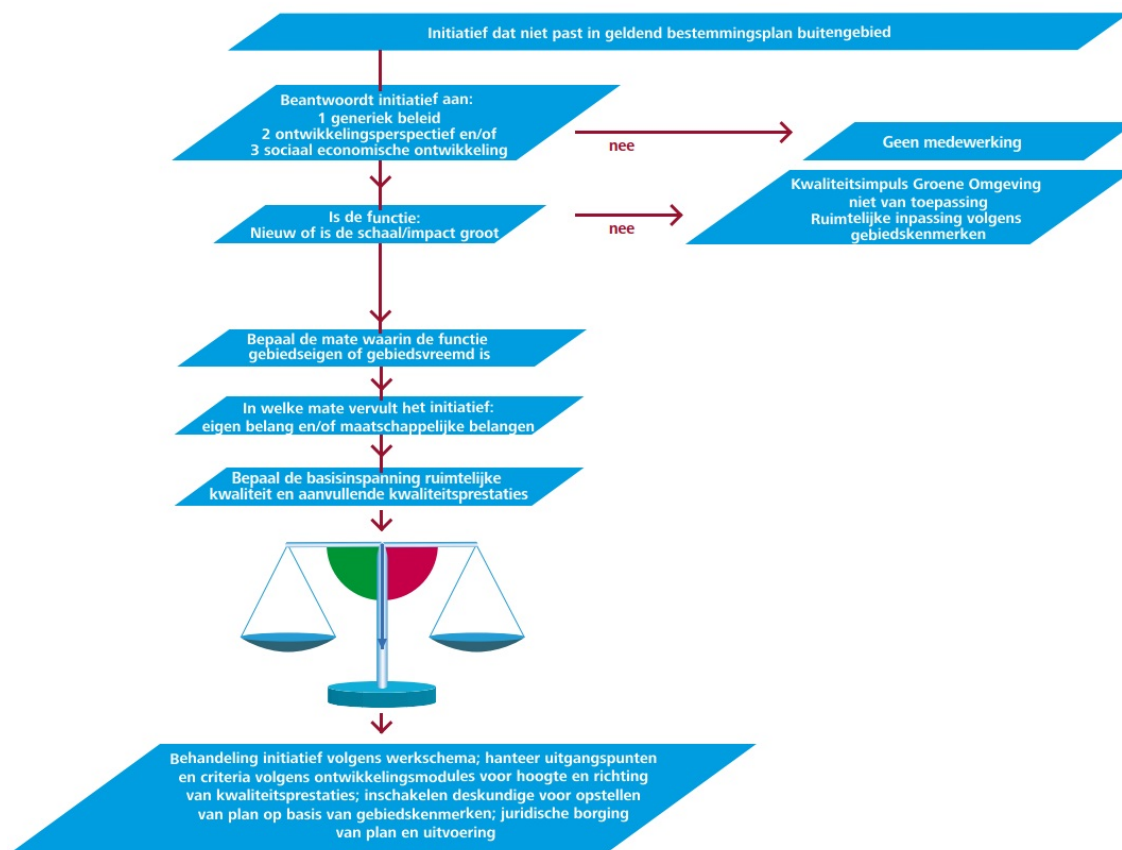 Initiatief dat niet past in geldend bestemmingsplan buitengebied
Beantwoordt initiatief aan:
1 generiek beleid
2 ontwikkelingsperspectief en/of
3 sociaal economische ontwikkeling
nee
Geen medewerking
Is de functie:
Nieuw of is de schaal/impact groot
nee
Kwaliteitsimpuls Groene Omgeving
niet van toepassing
Ruimtelijke inpassing volgens
gebiedskenmerken
Bepaal de mate waarin de functie
gebiedseigen of gebiedsvreemd is
In welke mate vervult het initiatief:
eigen belang en/of maatschappelijke belangen
Bepaal de basisinspanning ruimtelijke
kwaliteit en aanvullende kwaliteitsprestaties
Behandeling initiatief volgens werkschema; hanteer uitgangspunten
en criteria volgens ontwikkelingsmodules voor hoogte en richting
van kwaliteitsprestaties; inschakelen deskundige voor opstellen
van plan op basis van gebiedskenmerken; juridische borging
van plan en uitvoering